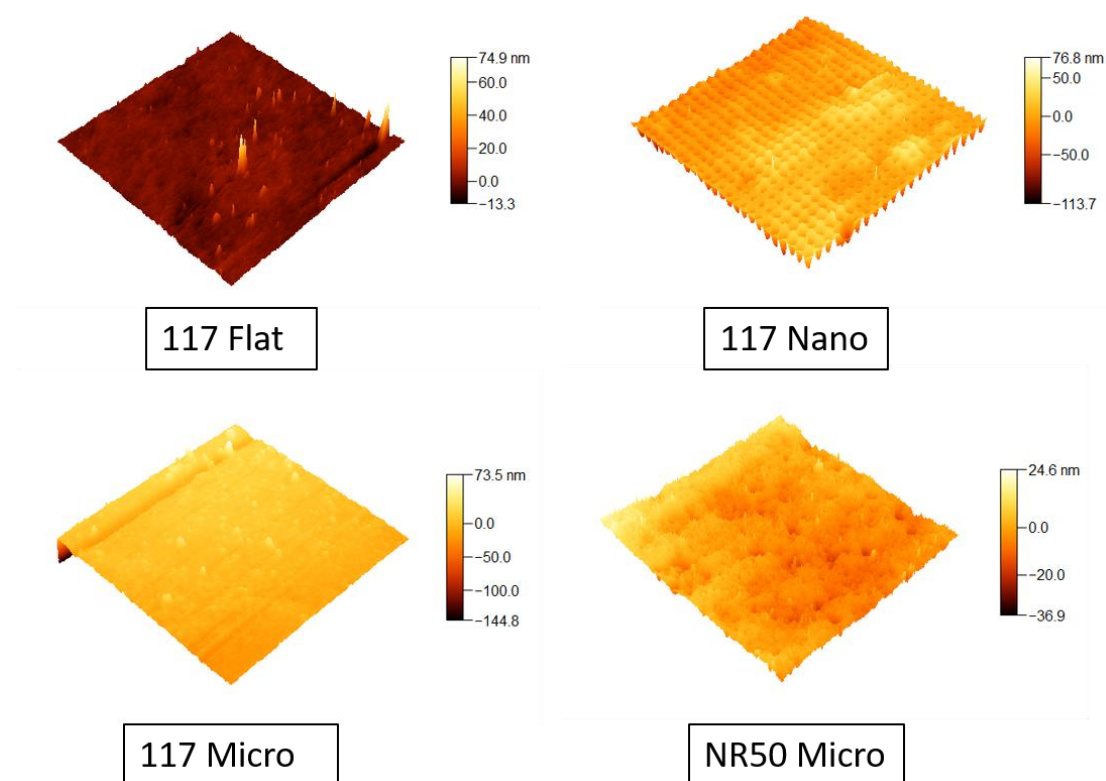 74.9 nm
60.0
40.0
20.0
0.0
−13.3
117 Flat
76.8 nm
50.0
0.0
−50.0
−113.7
117 Nano
73.5 nm
0.0
−50.0
−100.0
−144.8
117 Micro
24.6 nm
0.0
−20.0
−36.9
NR50 Micro